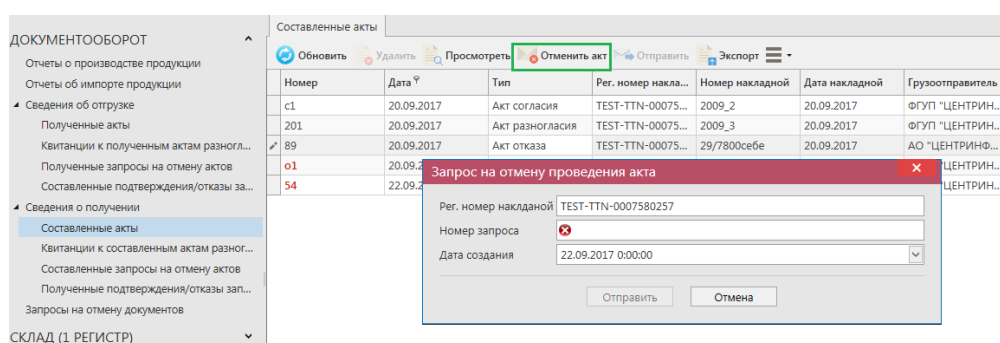 ДОКУМЕНТООБОРОТ
Отчеты о производстве продукции
Отчеты об импорте продукции
Сведения об отгрузке
Полученные акты
Квитанции к полученным актам разногл...
Полученные запросы на отмену актов
Составленные подтверждения/отказы за...
Сведения о получении
Составленные акты
Квитанции к составленным актам разног...
Составленные запросы на отмену актов
Полученные подтверждения/отказы зап...
Запросы на отмену документов
СКЛАД (1 РЕГИСТР)
Составленные акты
Обновить Удалить Просмотреть Отменить акт Отправить Экспорт
Номер Дата Тип Рег. номер накла... Номер накладной Дата накладной Грузоотправитель
с1 20.09.2017 Акт согласия TEST-TTN-00075... 2009_2 20.09.2017 ФГУП "ЦЕНТРИН...
201 20.09.2017 Акт разногласия TEST-TTN-00075... 2009_3 20.09.2017 ФГУП "ЦЕНТРИН...
89 20.09.2017 Акт отказа TEST-TTN-00075... 29/7800себе 20.09.2017 АО "ЦЕНТРИНФ...
о1 20.09.2 "ЦЕНТРИН...
54 22.09.2 "ЦЕНТРИН...
Запрос на отмену проведения акта
Рег. номер наклданой TEST-TTN-0007580257
Номер запроса
Дата создания 22.09.2017 0:00:00
Отправить Отмена